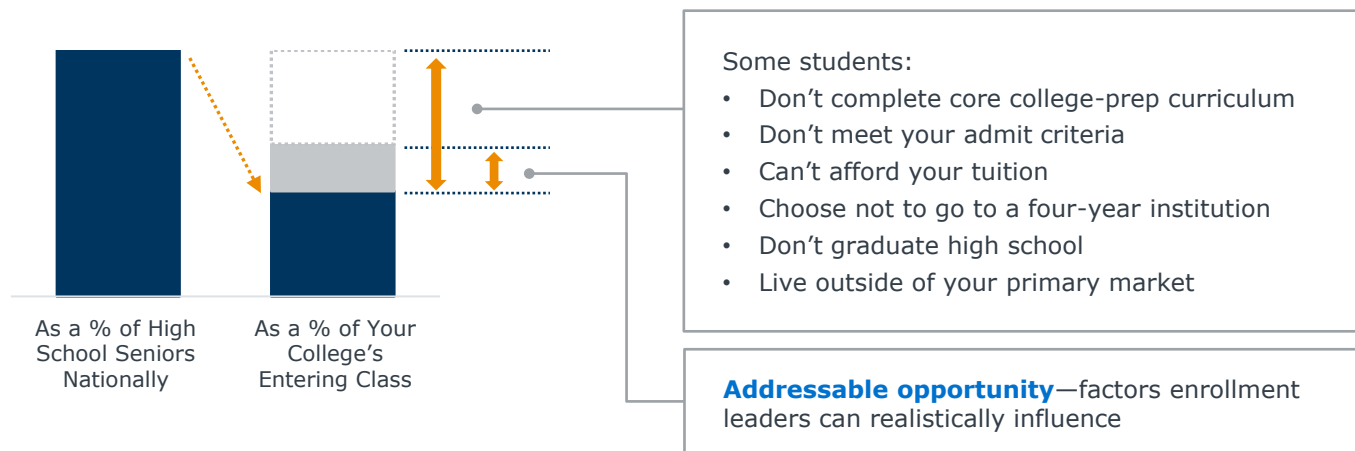 As a % of High
School Seniors
Nationally
As a % of Your
College’s
Entering Class
Some students:
• Don’t complete core college-prep curriculum
• Don’t meet your admit criteria
• Can’t afford your tuition
• Choose not to go to a four-year institution
• Don’t graduate high school
• Live outside of your primary market
Addressable opportunity—factors enrollment
leaders can realistically influence